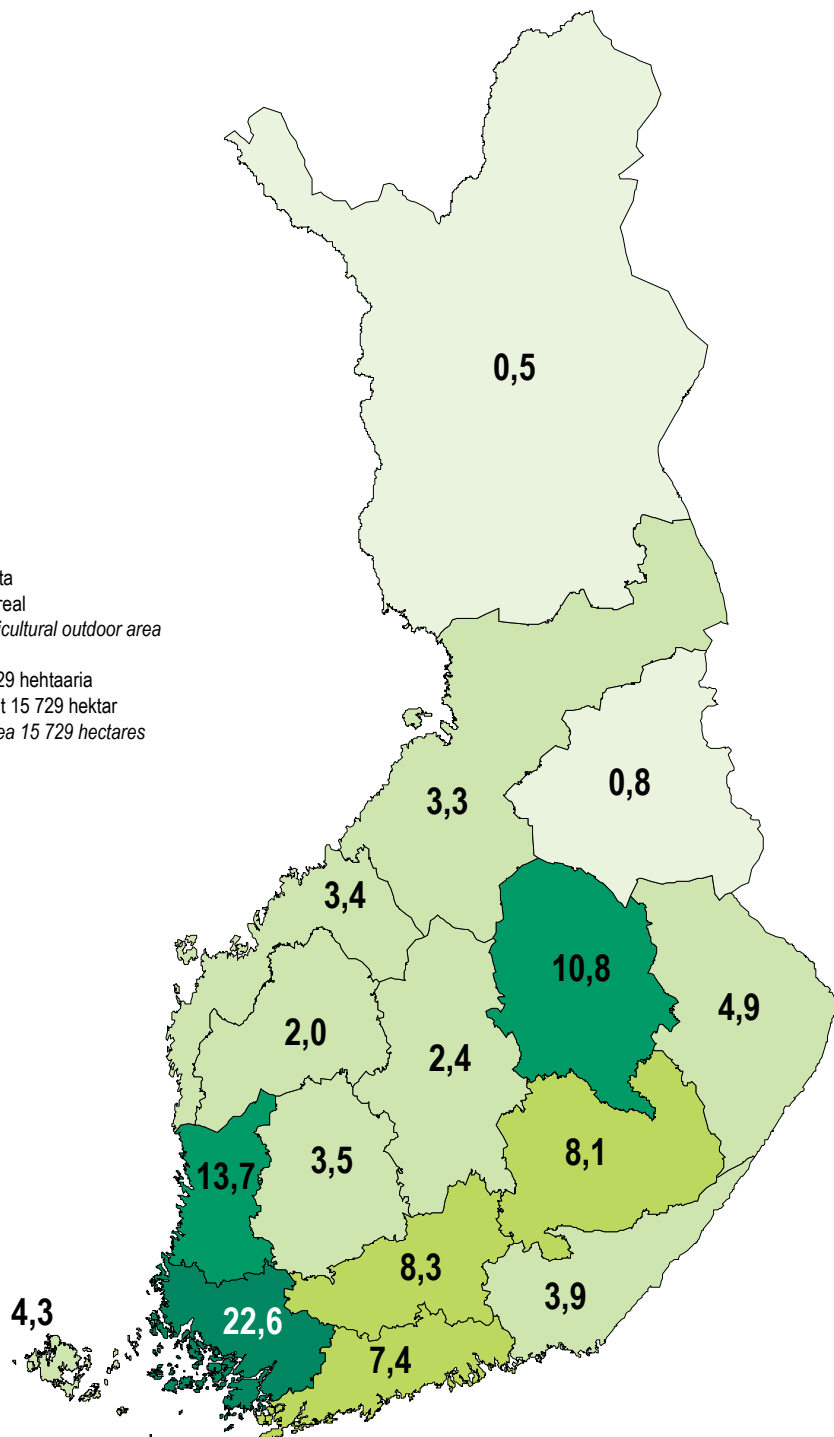 0,5
ta
real
icultural outdoor area
29 hehtaaria
t 15 729 hektar
ea 15 729 hectares
0,8
3,3
3,4
10,8
4,9
2,0
2,4
3,5
8,1
13,7
8,3
3,9
4,3
22,6
7,4